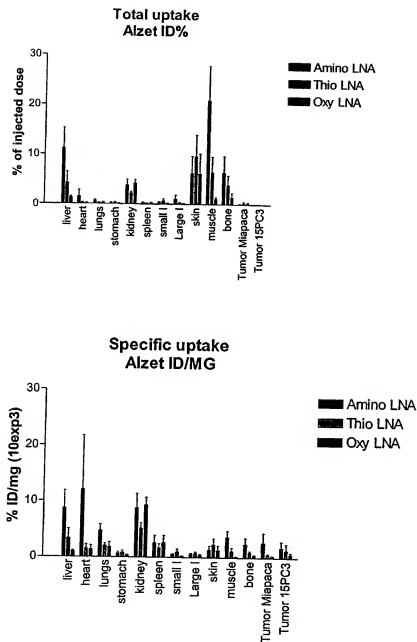 Total uptake
Alzet ID%
% of injected dose
30
20
10
0
Amino LNA
Thio LNA
Oxy LNA
liver
heart
lungs
stomach
kidney
spleen
small I
Large I
skin
muscle
bone
Tumor Miapaca
Tumor 15PC3
Specific uptake
Alzet ID/MG
% ID/mg (10exp3)
30
20
10
0
Amino LNA
Thio LNA
Oxy LNA
liver
heart
lungs
stomach
kidney
spleen
small I
Large I
skin
muscle
bone
Tumor Miapaca
Tumor 15PC3